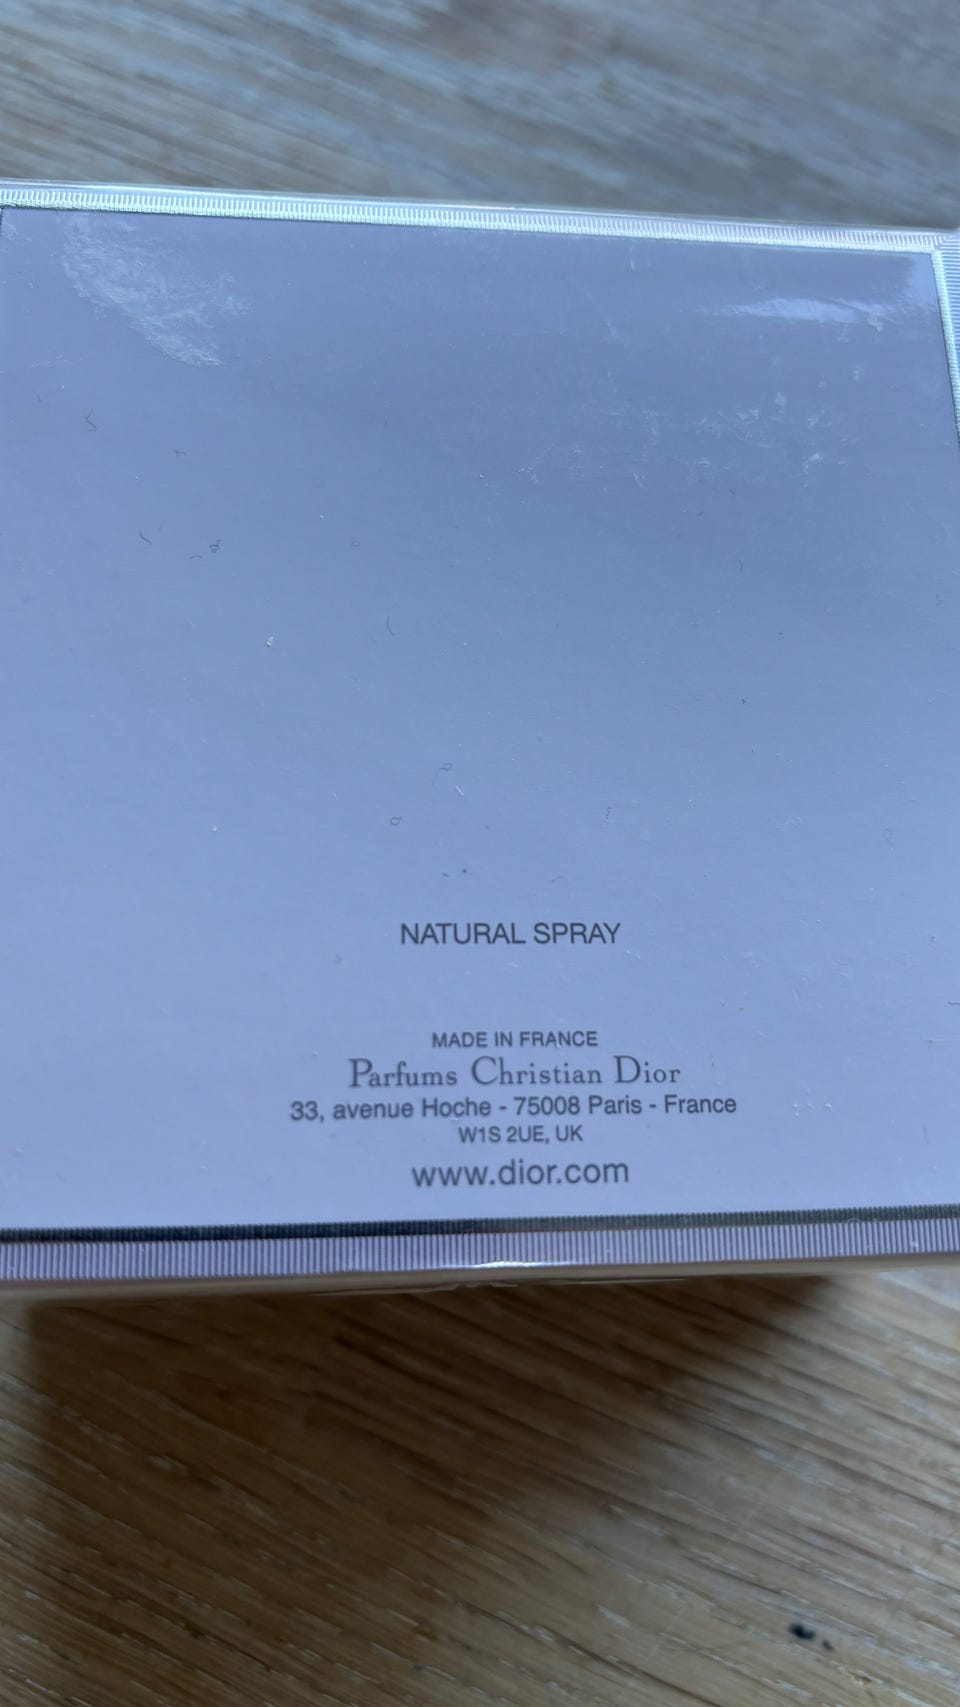 NATURAL SPRAY
MADE IN FRANCE
Parfums Christian Dior
33, avenue Hoche - 75008 Paris - France
W1S 2UE, UK
www.dior.com